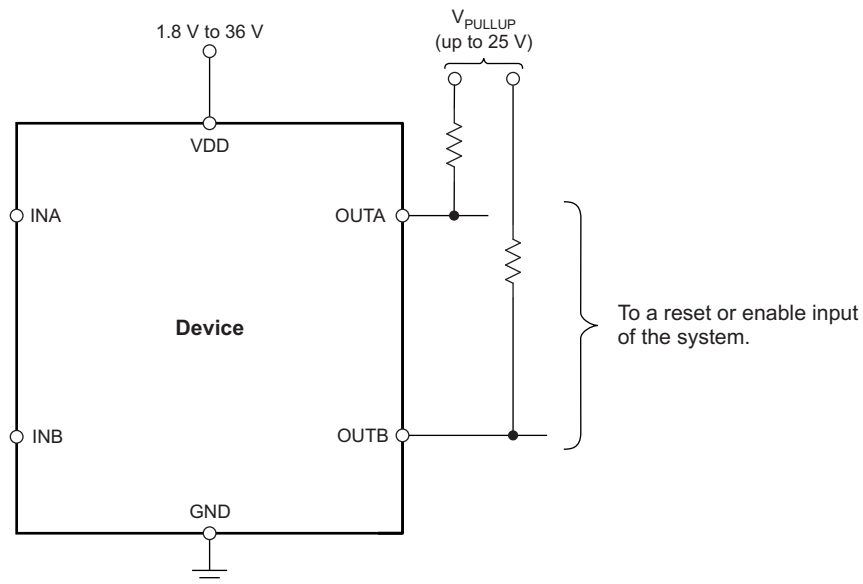 1.8 V to 36 V
VPULLUP
(up to 25 V)
VDD
INA
OUTA
Device
To a reset or enable input
of the system.
INB
OUTB
GND